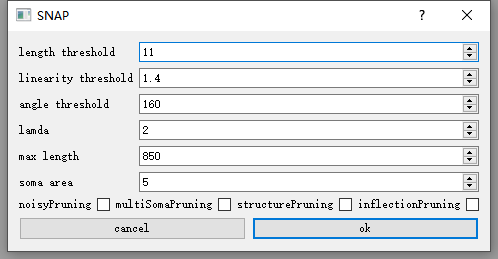 SNAP ?
length threshold 11
linearity threshold 1.4
angle threshold 160
lamda 2
max length 850
soma area 5
noisyPruning multiSomaPruning structurePruning inflectionPruning
cancel ok